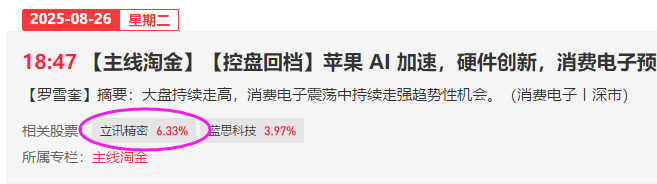 2025-08-26 星期二
18:47 【主线淘金】【控盘回档】苹果 AI 加速，硬件创新，消费电子预
【罗雪奎】摘要：大盘持续走高，消费电子震荡中持续走强趋势性机会。（消费电子丨深市）
相关股票 立讯精密 6.33% 蓝思科技 3.97%
所属专栏：主线淘金